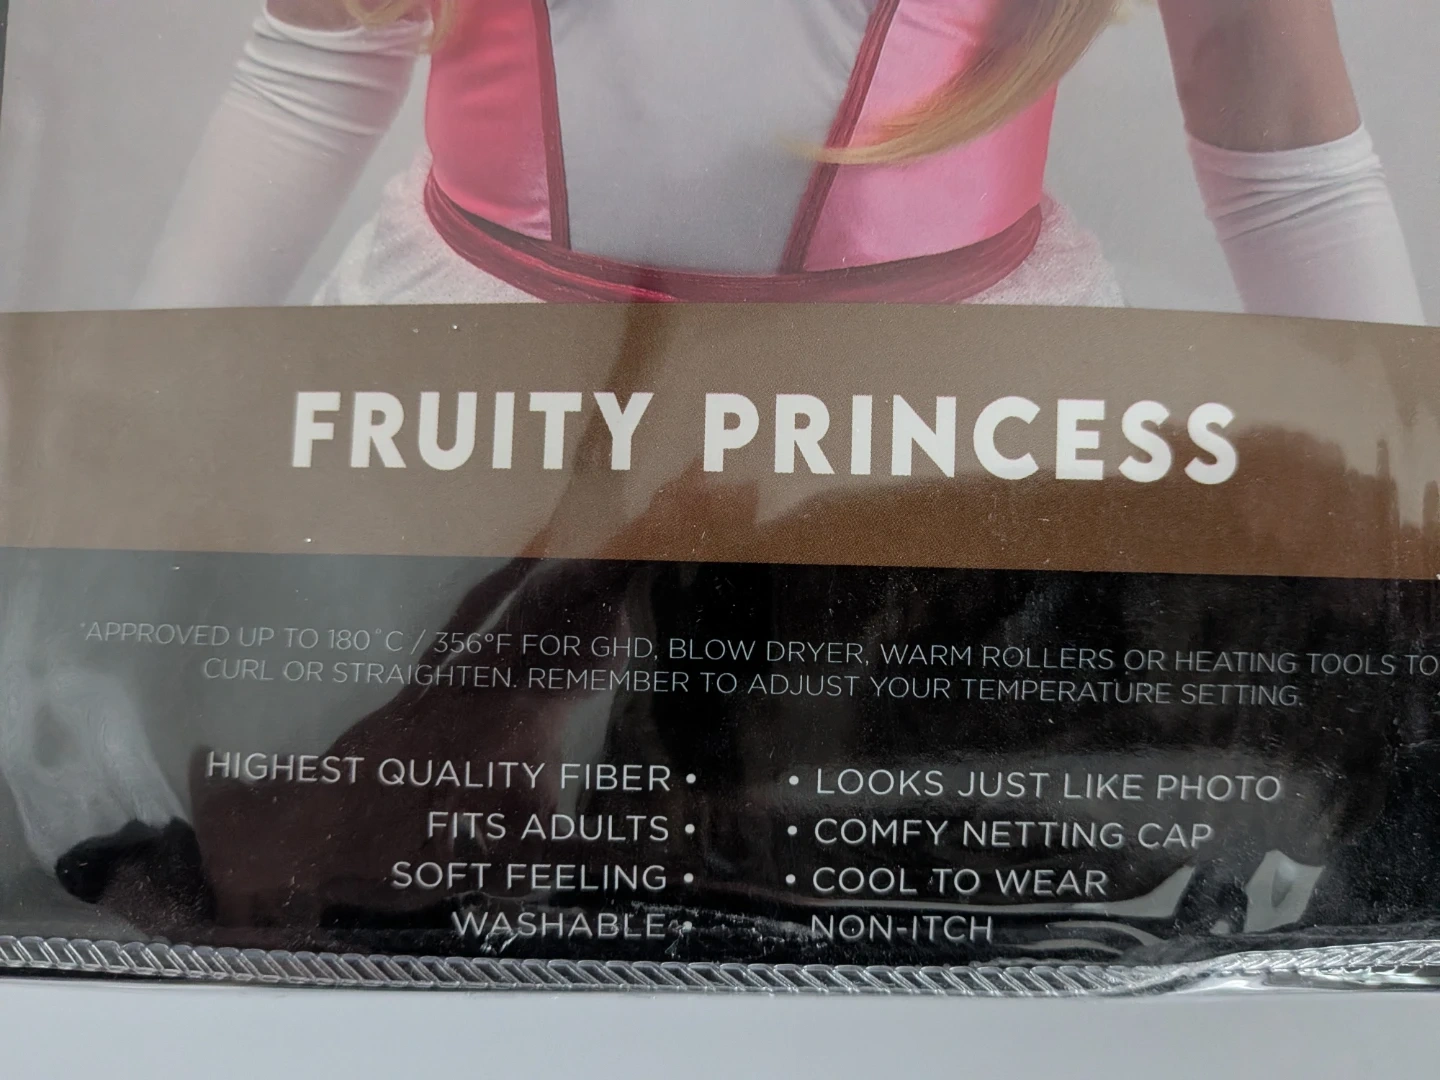 FRUITY PRINCESS
*APPROVED UP TO 180°C / 356°F FOR GHD, BLOW DRYER, WARM ROLLERS OR HEATING TOOLS TO
CURL OR STRAIGHTEN. REMEMBER TO ADJUST YOUR TEMPERATURE SETTING.
HIGHEST QUALITY FIBER •
FITS ADULTS •
SOFT FEELING •
WASHABLE •
• LOOKS JUST LIKE PHOTO
• COMFY NETTING CAP
• COOL TO WEAR
NON-ITCH